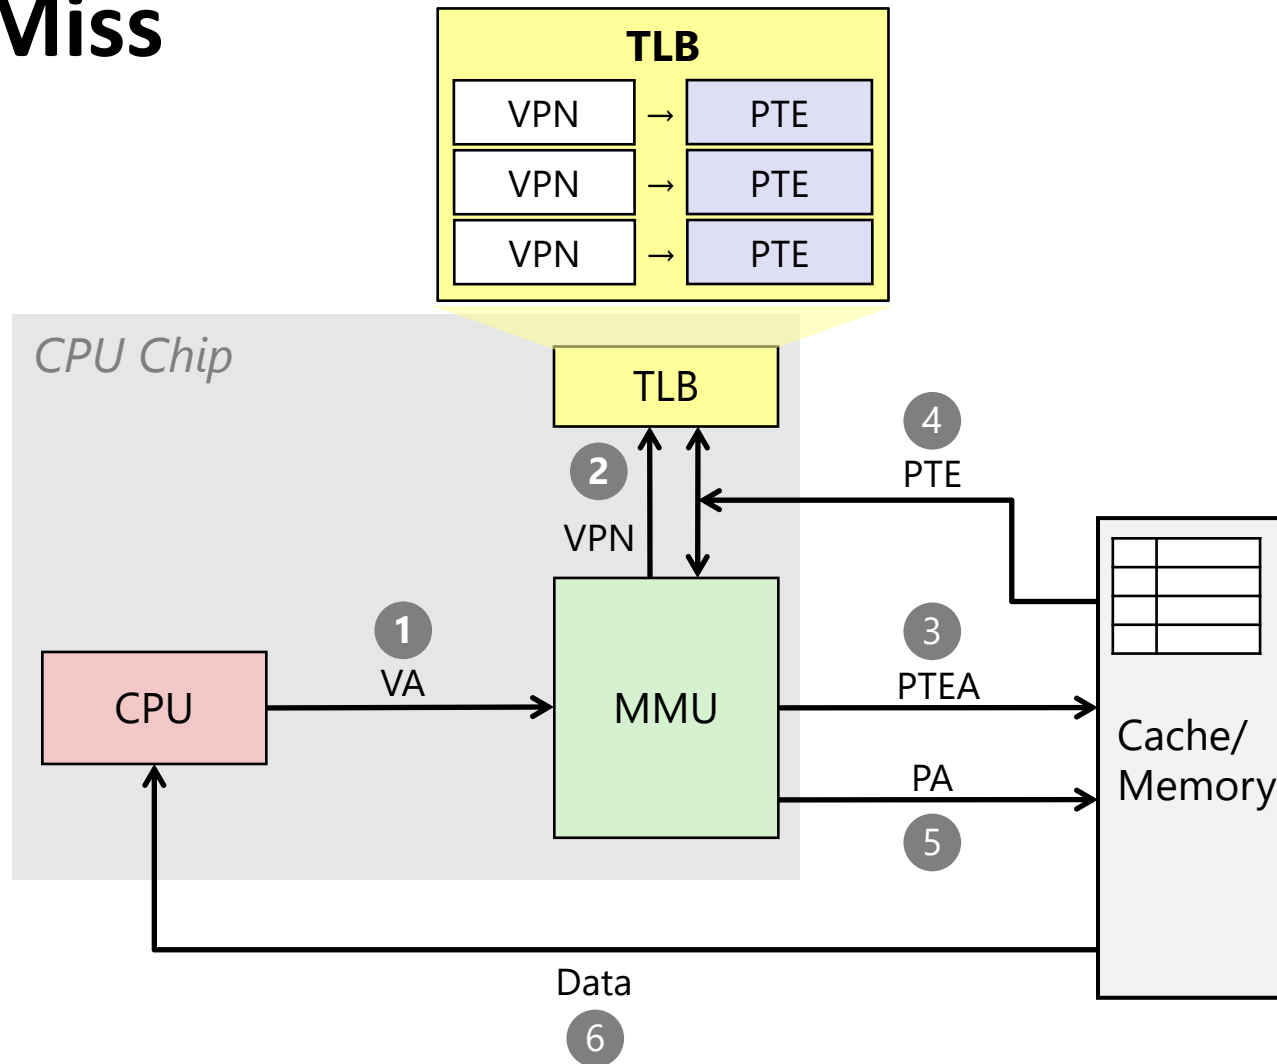 Miss
TLB
VPN → PTE
VPN → PTE
VPN → PTE
CPU Chip
TLB
4
PTE
2
VPN
1
VA
3
PTEA
CPU
MMU
Cache/
Memory
PA
5
Data
6